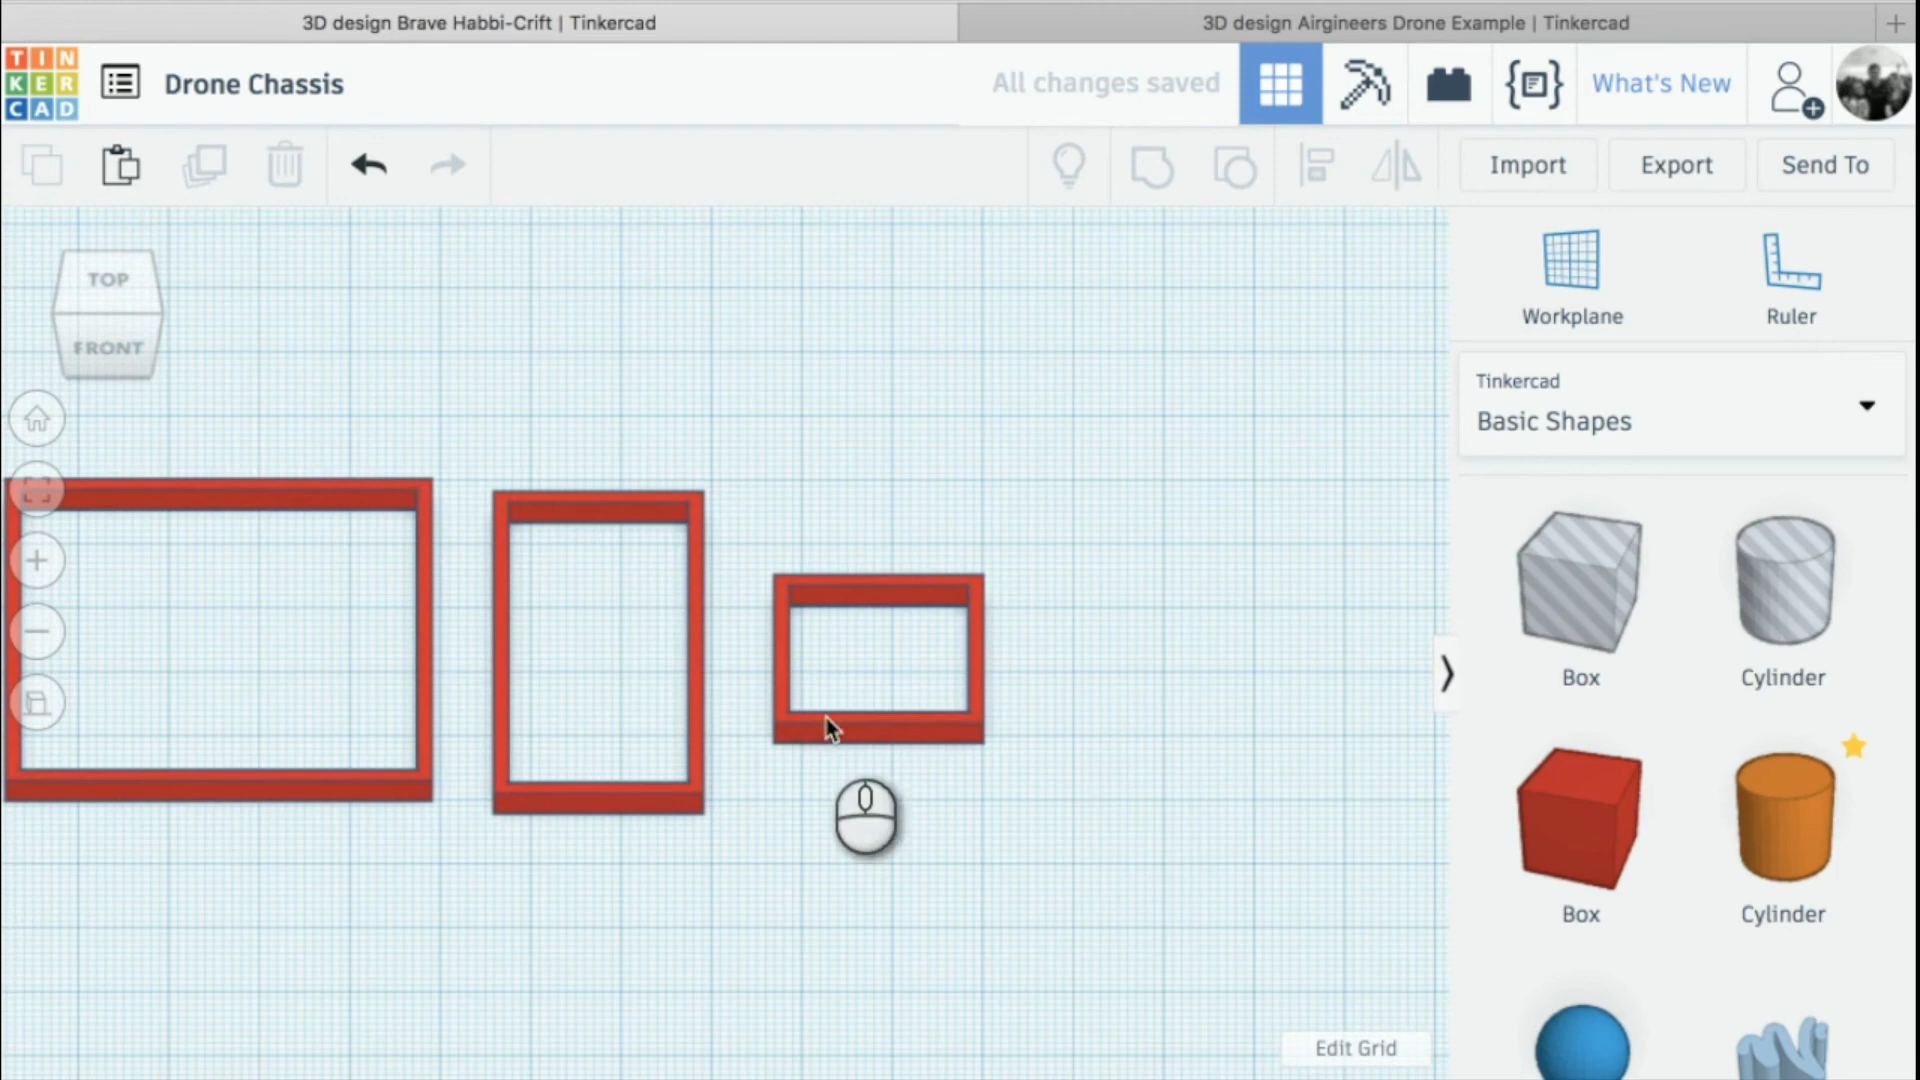 3D design Brave Habbi-Crift | Tinkercad
3D design Airgineers Drone Example | Tinkercad
TIN
KER
CAD
Drone Chassis
All changes saved
What's New
Import
Export
Send To
TOP
FRONT
Workplane
Ruler
Tinkercad
Basic Shapes
Box
Cylinder
Box
Cylinder
Edit Grid